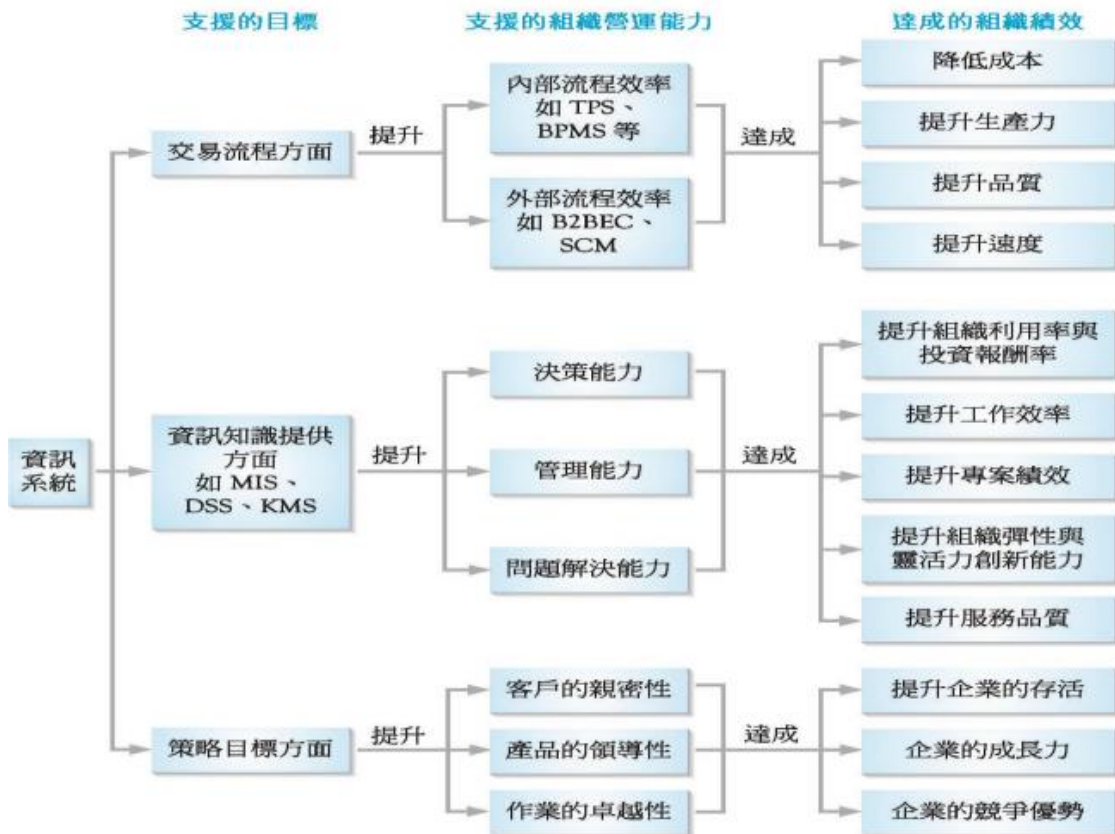 支援的目標
支援的組織營運能力
達成的組織績效
資訊
系統
交易流程方面
提升
內部流程效率
如 TPS、
BPMS 等
外部流程效率
如 B2BEC、
SCM
達成
降低成本
提升生產力
提升品質
提升速度
資訊知識提供
方面
如 MIS、
DSS、KMS
提升
決策能力
管理能力
問題解決能力
達成
提升組織利用率與
投資報酬率
提升工作效率
提升專案績效
提升組織彈性與
靈活力創新能力
提升服務品質
策略目標方面
提升
客戶的親密性
產品的領導性
作業的卓越性
達成
提升企業的存活
企業的成長力
企業的競爭優勢